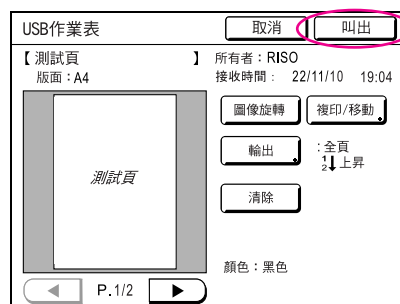 USB作業表 取消 叫出
【測試頁 】 所有者：RISO
版面：A4 接收時間： 22/11/10 19:04
圖像旋轉 複印/移動
輸出 ：全頁
1
2 上昇
測試頁
清除
顏色：黑色
P.1/2